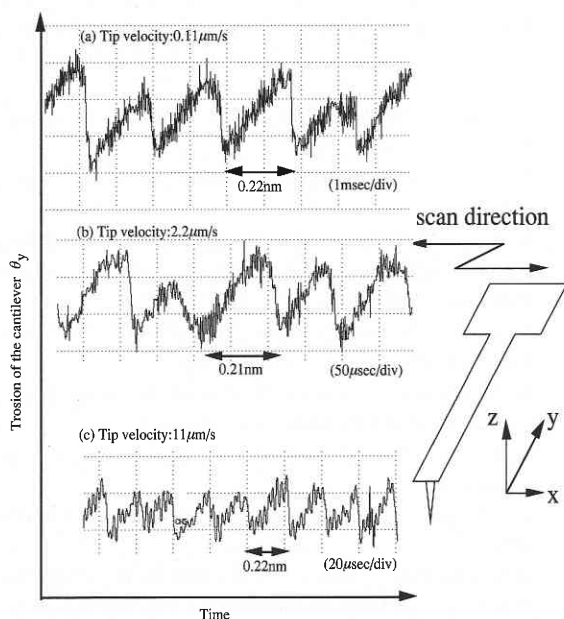 (a) Tip velocity:0.11μm/s
0.22nm
(1msec/div)
scan direction
(b) Tip velocity:2.2μm/s
0.21nm
(50μsec/div)
Trosion of the cantilever θy
(c) Tip velocity:11μm/s
z
y
x
0.22nm
(20μsec/div)
Time